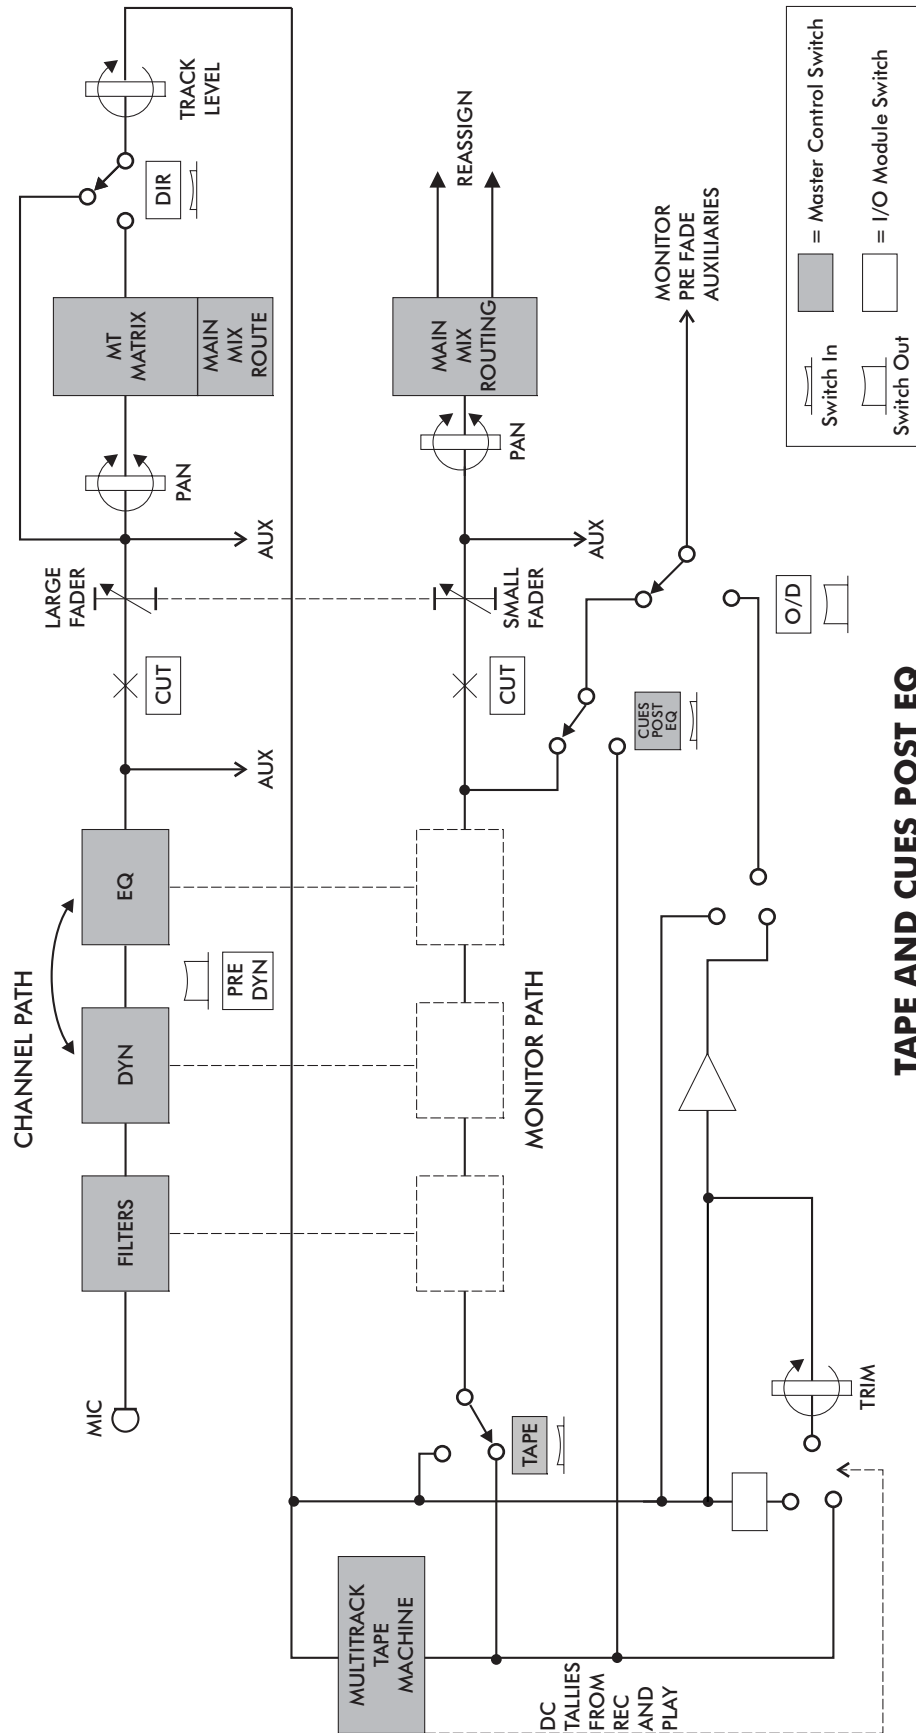 CHANNEL PATH
MIC
FILTERS
DYN
EQ
PRE
DYN
AUX
CUT
LARGE
FADER
AUX
PAN
MT
MATRIX
MAIN
MIX
ROUTE
DIR
TRACK
LEVEL
MULTITRACK
TAPE
MACHINE
TAPE
MONITOR PATH
CUT
SMALL
FADER
AUX
PAN
MAIN
MIX
ROUTING
REASSIGN
CUES
POST
EQ
O/D
MONITOR
PRE FADE
AUXILIARIES
DC
TALLIES
FROM
REC
AND
PLAY
TRIM
Switch In
= Master Control Switch
Switch Out
= I/O Module Switch
TAPE AND CUES POST EQ